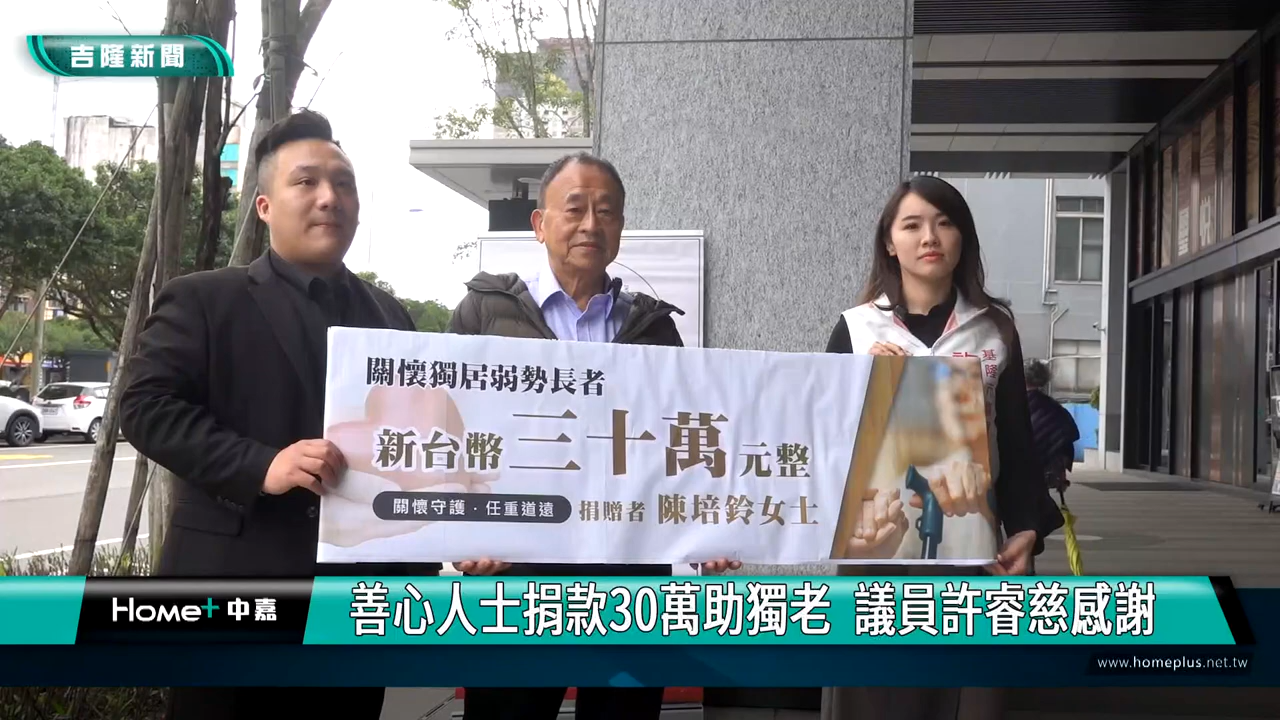 吉隆新聞
關懷獨居弱勢長者
新台幣三十萬元整
關懷守護·任重道遠 捐贈者 陳培鈴女士
基隆
許
Home+中嘉
善心人士捐款30萬助獨老 議員許睿慈感謝
www.homeplus.net.tw